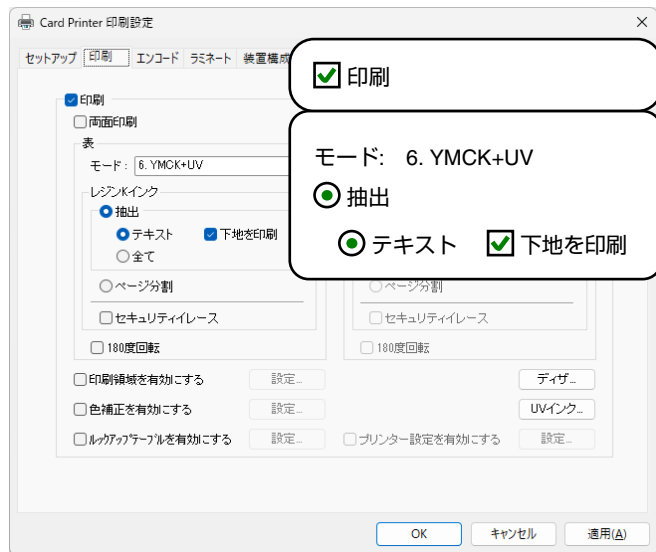 Card Printer 印刷設定
セットアップ 印刷 エンコード ラミネート 装置構成
印刷
両面印刷
表
モード: 6. YMCK+UV
レジンKインク
抽出
テキスト 下地を印刷
全て
ページ分割
セキュリティイレース
180度回転
ページ分割
セキュリティイレース
180度回転
印刷
モード: 6. YMCK+UV
抽出
テキスト 下地を印刷
印刷領域を有効にする 設定... ディザ...
色補正を有効にする 設定... UVインク...
ルックアップテーブルを有効にする 設定... プリンター設定を有効にする 設定...
OK キャンセル 適用(A)